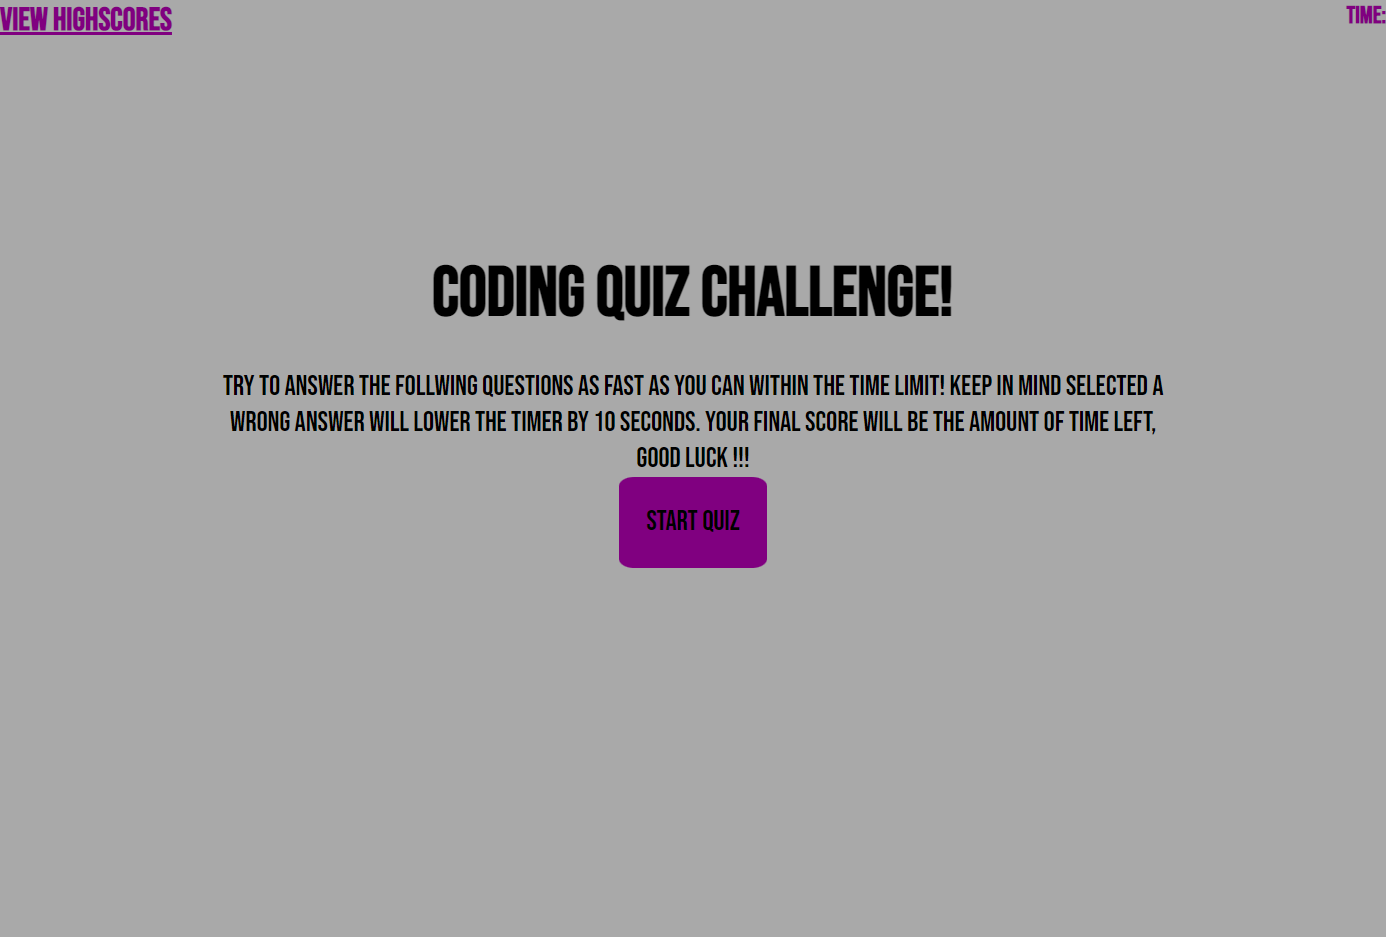 VIEW HIGHSCORES
TIME:
CODING QUIZ CHALLENGE!
TRY TO ANSWER THE FOLLWING QUESTIONS AS FAST AS YOU CAN WITHIN THE TIME LIMIT! KEEP IN MIND SELECTED A
WRONG ANSWER WILL LOWER THE TIMER BY 10 SECONDS. YOUR FINAL SCORE WILL BE THE AMOUNT OF TIME LEFT,
GOOD LUCK !!!
START QUIZ